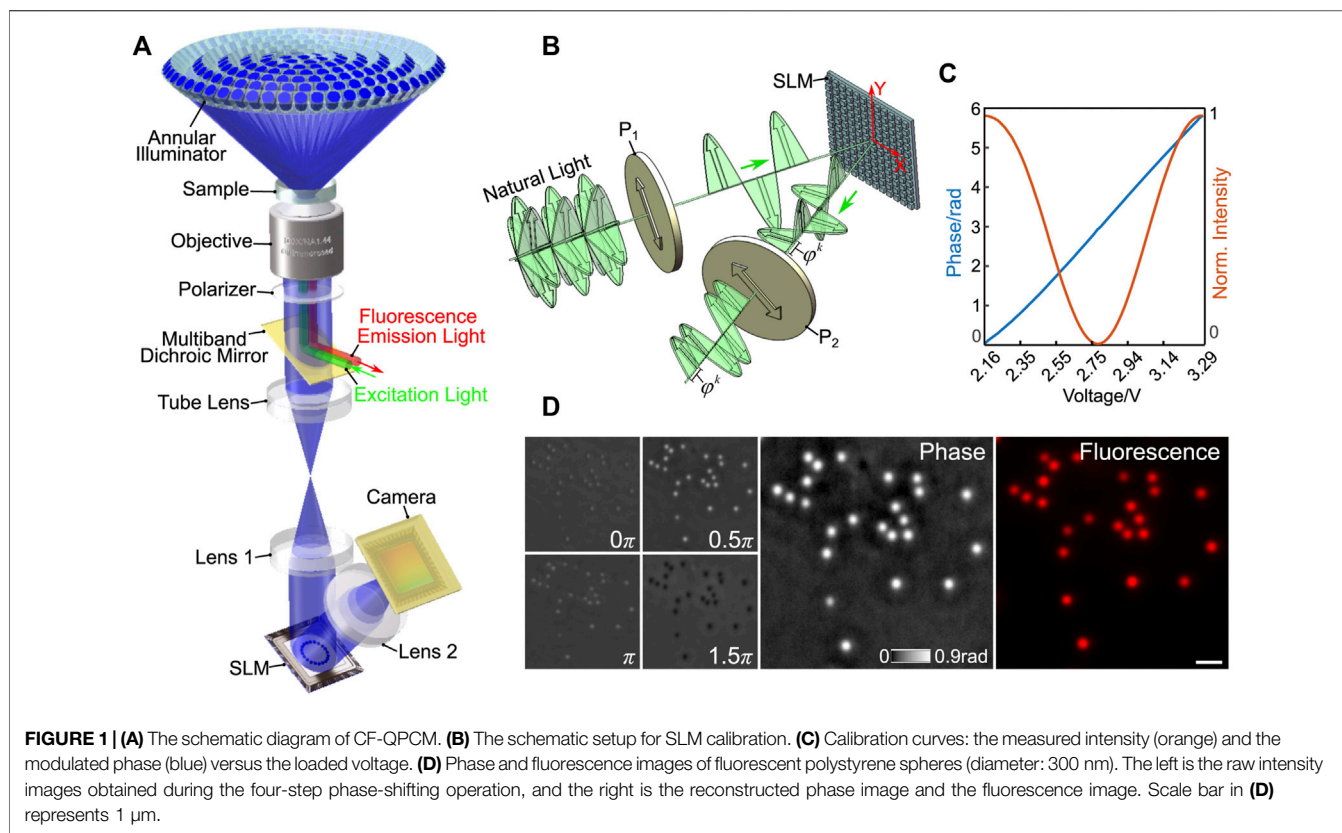 A
Annular
Illuminator
Sample
Objective
Polarizer
Multiband
Dichroic Mirror
Fluorescence
Emission Light
Excitation Light
Tube Lens
Camera
Lens 1
Lens 2
SLM
B
SLM
Y
X
P1
Natural Light
φᵏ
P2
φᵏ
C
Phase/rad
6
5
4
3
2
1
0
1
0
Norm. Intensity
2.16
2.35
2.55
2.75
2.94
3.14
3.29
Voltage/V
D
0π
0.5π
π
1.5π
Phase
0
0.9rad
Fluorescence
FIGURE 1 | (A) The schematic diagram of CF-QPCM. (B) The schematic setup for SLM calibration. (C) Calibration curves: the measured intensity (orange) and the
modulated phase (blue) versus the loaded voltage. (D) Phase and fluorescence images of fluorescent polystyrene spheres (diameter: 300 nm). The left is the raw intensity
images obtained during the four-step phase-shifting operation, and the right is the reconstructed phase image and the fluorescence image. Scale bar in (D)
represents 1 μm.